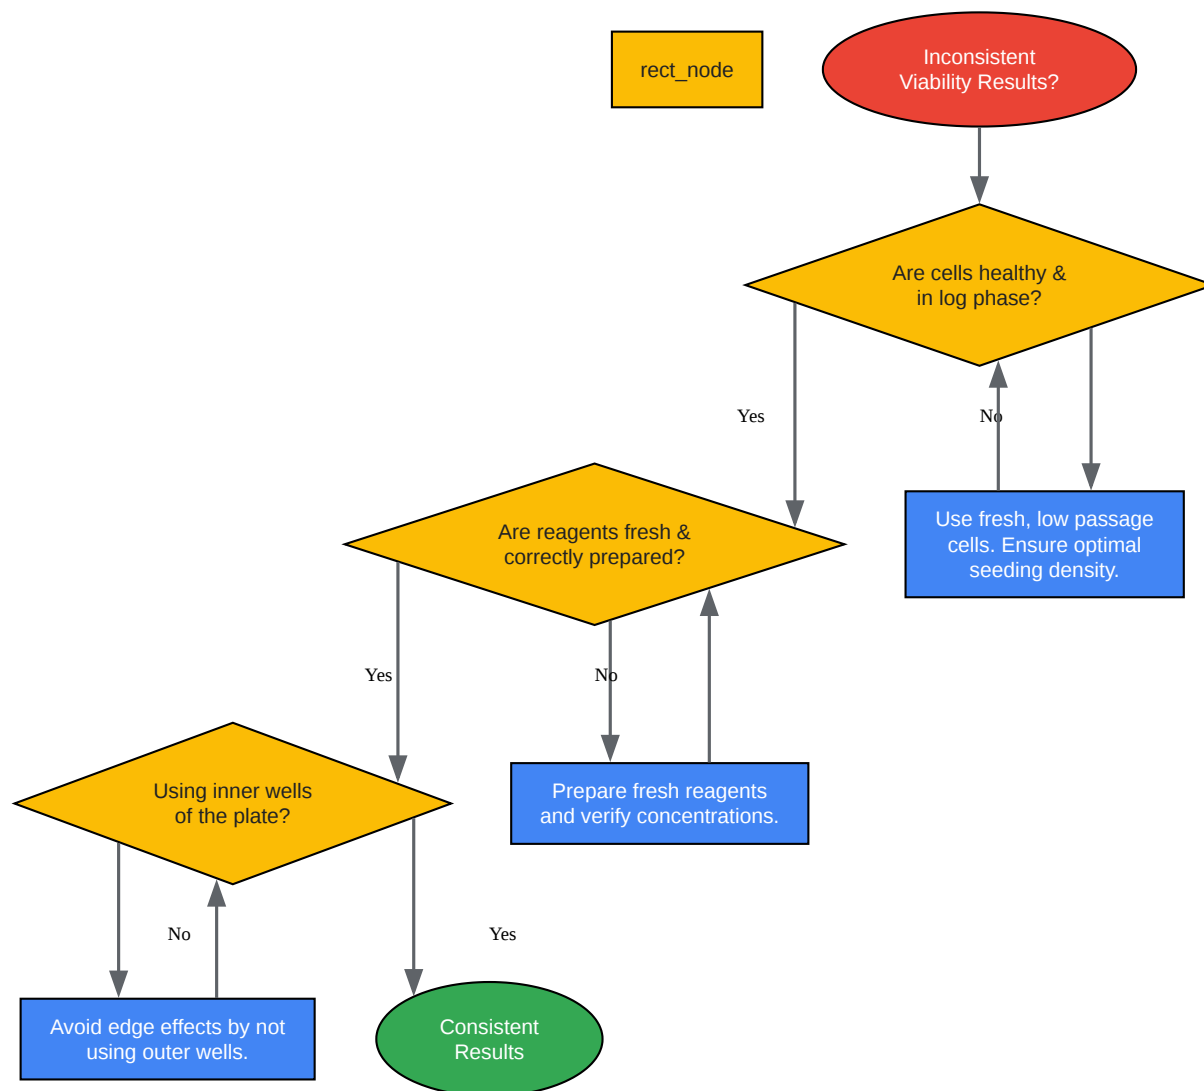 rect_node
Inconsistent
Viability Results?
Are cells healthy &
in log phase?
Yes
No
Use fresh, low passage
cells. Ensure optimal
seeding density.
Are reagents fresh &
correctly prepared?
Yes
No
Prepare fresh reagents
and verify concentrations.
Using inner wells
of the plate?
No
Yes
Avoid edge effects by not
using outer wells.
Consistent
Results